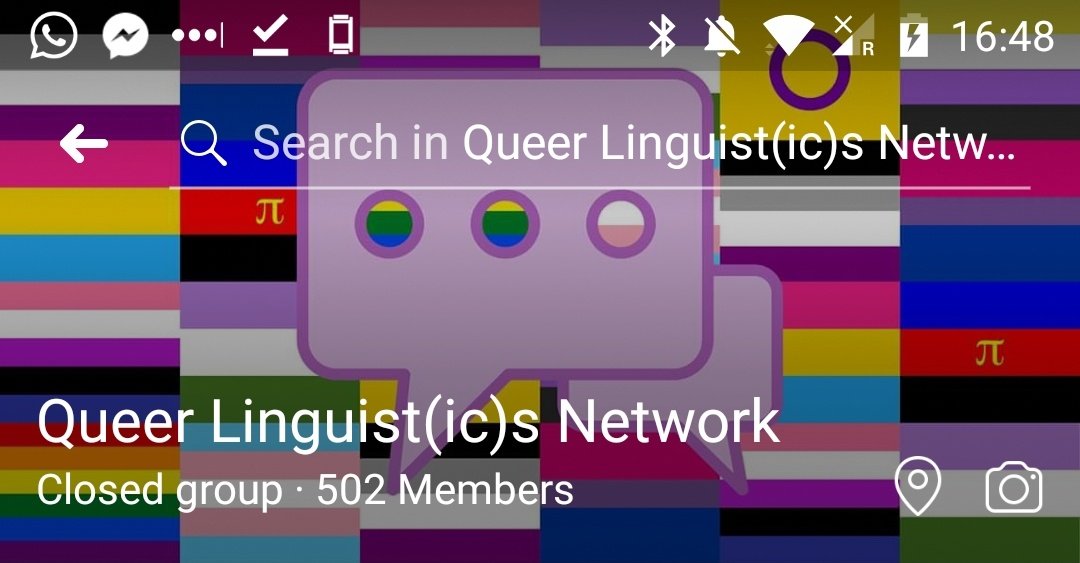 16:48
R
Search in Queer Linguist(ic)s Netw...
π
π
Queer Linguist(ic)s Network
Closed group · 502 Members